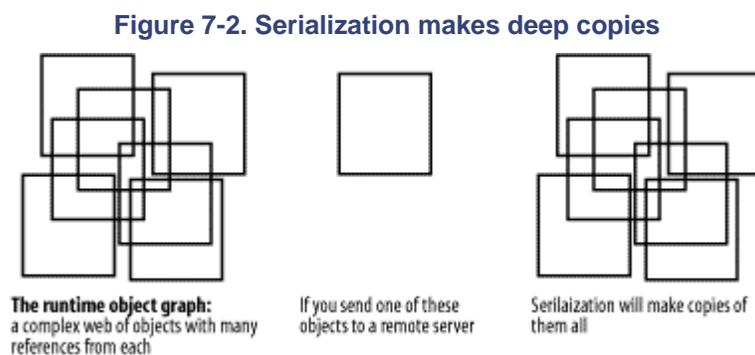 Figure 7-2. Serialization makes deep copies
The runtime object graph:
a complex web of objects with many
references from each
If you send one of these
objects to a remote server
Serilaization will make copies of
them all